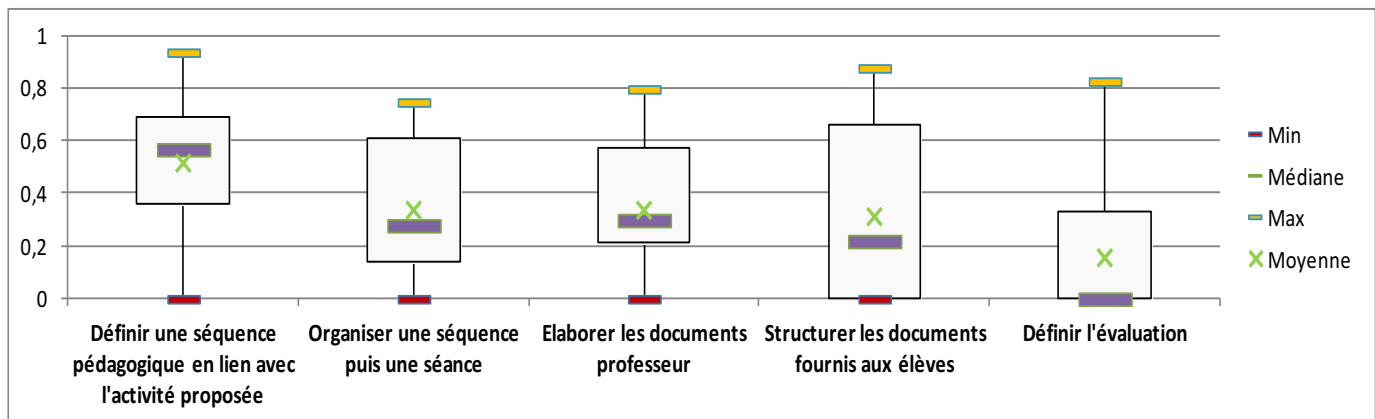 1
0,8
0,6
0,4
0,2
0
Définir une séquence
pédagogique en lien avec
l'activité proposée
Organiser une séquence
puis une séance
Elaborer les documents
professeur
Structurer les documents
fournis aux élèves
Définir l'évaluation
Min
Médiane
Max
Moyenne